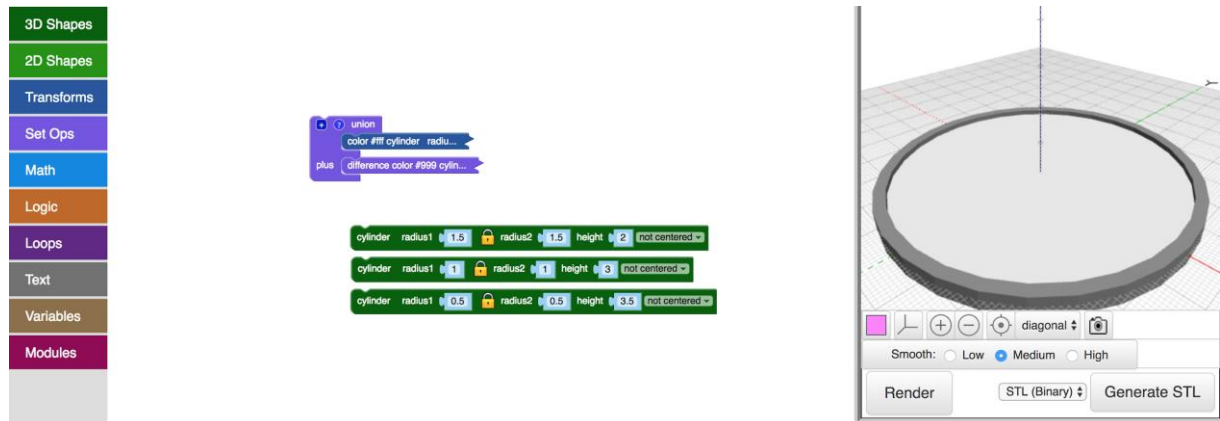 3D Shapes
2D Shapes
Transforms
Set Ops
Math
Logic
Loops
Text
Variables
Modules
+ ? union
color #fff cylinder radiu...
plus difference color #999 cylin...
cylinder radius1 1.5 radius2 1.5 height 2 not centered
cylinder radius1 1 radius2 1 height 3 not centered
cylinder radius1 0.5 radius2 0.5 height 3.5 not centered
diagonal
Smooth: Low Medium High
Render STL (Binary) Generate STL